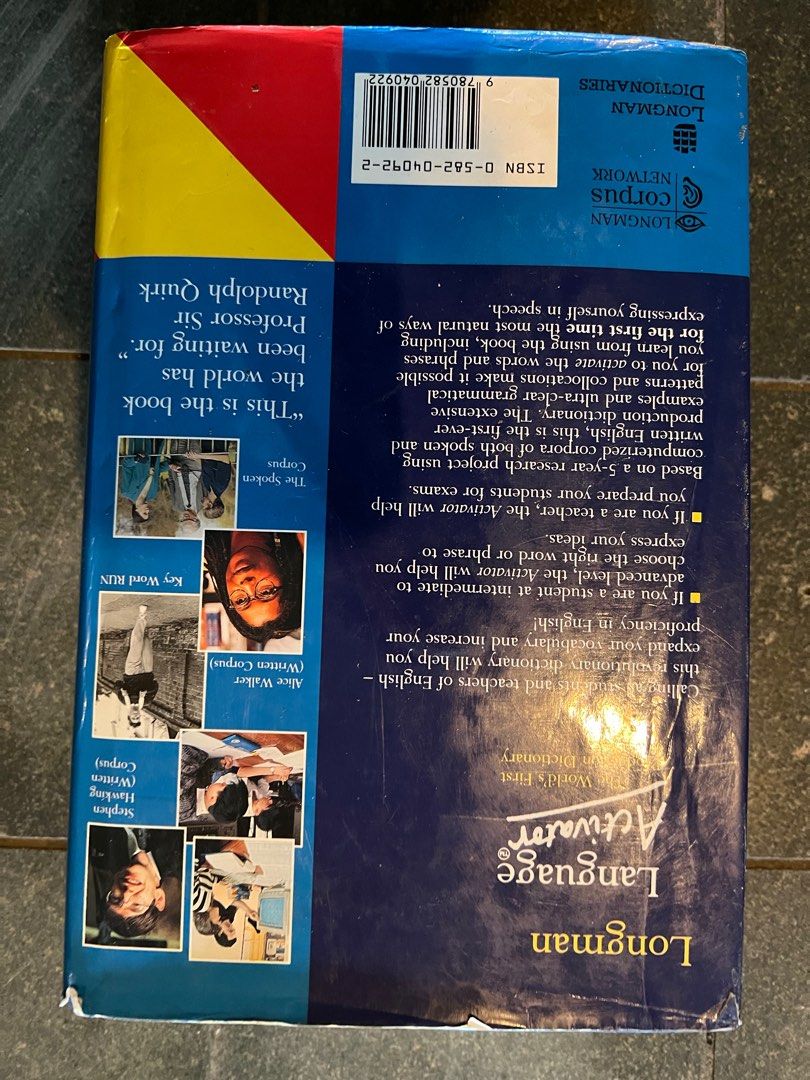 Longman
Language™
Activator
The World's First
Dictionary
Calling all students and teachers of English –
this revolutionary dictionary will help you
expand your vocabulary and increase your
proficiency in English!
If you are a student at intermediate to
advanced level, the Activator will help you
choose the right word or phrase to
express your ideas.
If you are a teacher, the Activator will help
you prepare your students for exams.
Based on a 5-year research project using
computerized corpora of both spoken and
written English, this is the first-ever
production dictionary. The extensive
examples and ultra-clear grammatical
patterns and collocations make it possible
for you to activate the words and phrases
you learn from using the book, including
for the first time the most natural ways of
expressing yourself in speech.
Stephen
Hawking
(Written
Corpus)
Alice Walker
(Written Corpus)
Key Word RUN
The Spoken
Corpus
"This is the book
the world has
been waiting for."
Professor Sir
Randolph Quirk
LONGMAN
corpus
NETWORK
LONGMAN
DICTIONARIES
ISBN 0-582-04092-2
9 780582 040922